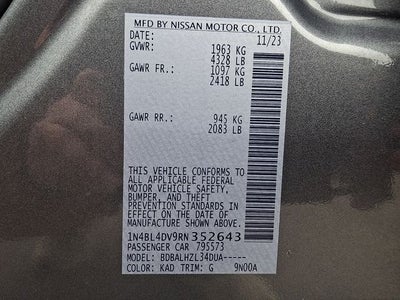 MFD BY NISSAN MOTOR CO., LTD.
DATE: 11/23
GVWR: 1963 KG
4328 LB
GAWR FR.: 1097 KG
2418 LB
GAWR RR.: 945 KG
2083 LB
THIS VEHICLE CONFORMS TO
ALL APPLICABLE FEDERAL
MOTOR VEHICLE SAFETY,
BUMPER, AND THEFT
PREVENTION STANDARDS
IN EFFECT ON THE DATE OF
MANUFACTURE SHOWN ABOVE.
1N4BL4DV9RN352643
PASSENGER CAR 795573
MODEL: BDBALHZL34DUA-----
COLOR: KAD TRIM: G 9N00A